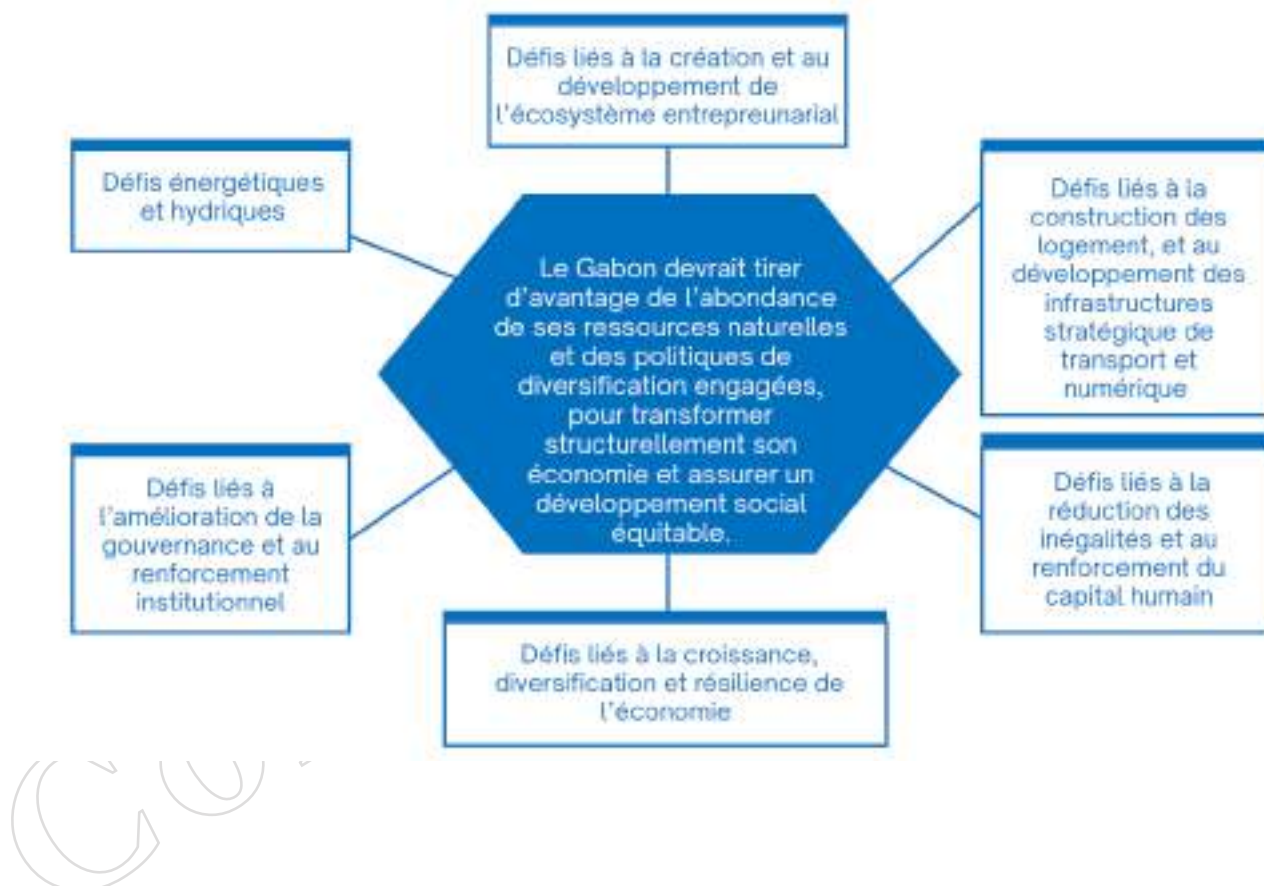 Défis liés à la création et au
développement de
l'écosystème entrepreunarial
Défis énergétiques
et hydriques
Défis liés à la
construction des
logement, et au
développement des
infrastructures
stratégique de
transport et
numérique
Le Gabon devrait tirer
d'avantage de l'abondance
de ses ressources naturelles
et des politiques de
diversification engagées,
pour transformer
structurellement son
économie et assurer un
développement social
équitable.
Défis liés à
l'amélioration de la
gouvernance et au
renforcement
institutionnel
Défis liés à la
réduction des
inégalités et au
renforcement du
capital humain
Défis liés à la croissance,
diversification et résilience de
l'économie